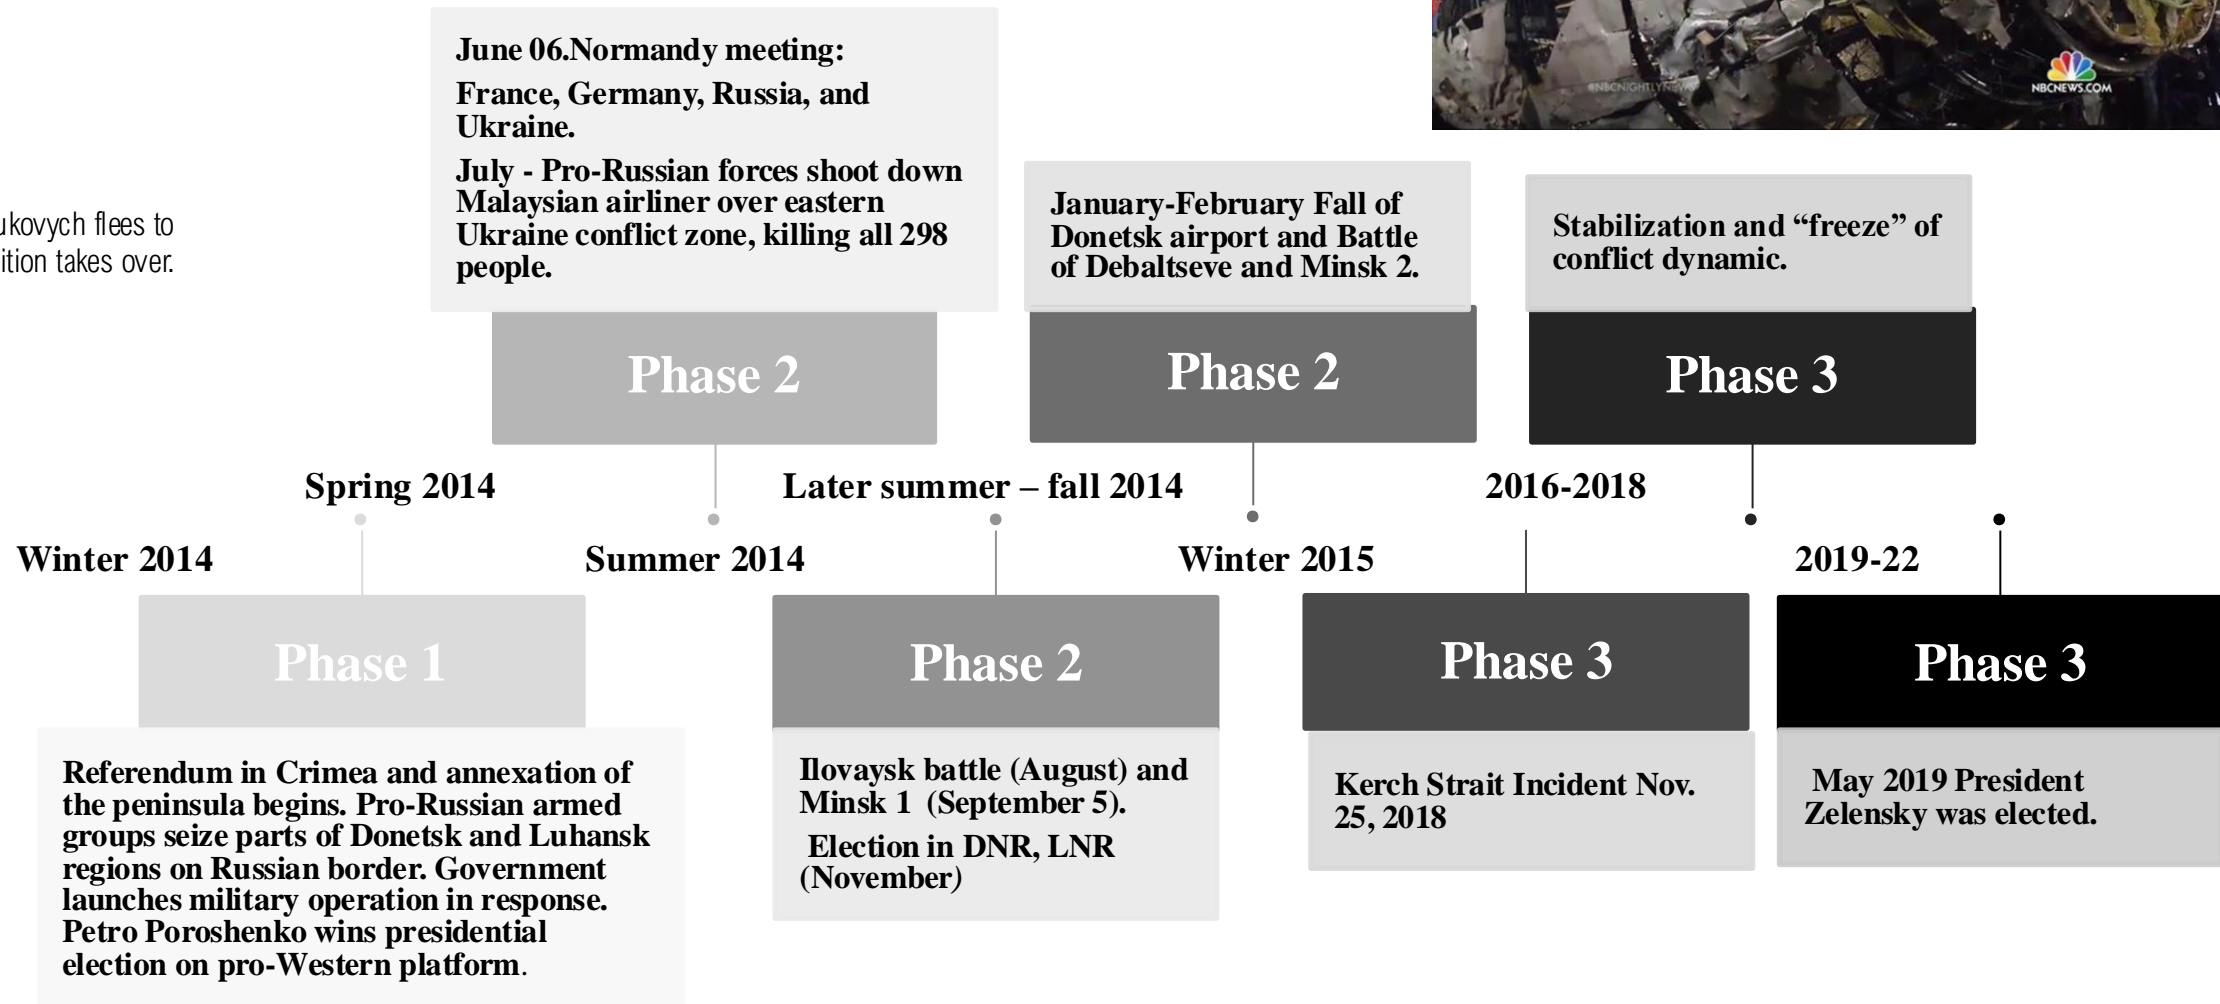 #NBCNIGHTLYNEWS
NBCNEWS.COM
flees to
takes over.
June 06.Normandy meeting:
France, Germany, Russia, and
Ukraine.
July - Pro-Russian forces shoot down
Malaysian airliner over eastern
Ukraine conflict zone, killing all 298
people.
January-February Fall of
Donetsk airport and Battle
of Debaltseve and Minsk 2.
Stabilization and “freeze” of
conflict dynamic.
Phase 2
Phase 2
Phase 3
Spring 2014
Later summer – fall 2014
2016-2018
Winter 2014
Summer 2014
Winter 2015
2019-22
Phase 1
Phase 2
Phase 3
Phase 3
Referendum in Crimea and annexation of
the peninsula begins. Pro-Russian armed
groups seize parts of Donetsk and Luhansk
regions on Russian border. Government
launches military operation in response.
Petro Poroshenko wins presidential
election on pro-Western platform.
Ilovaysk battle (August) and
Minsk 1 (September 5).
Election in DNR, LNR
(November)
Kerch Strait Incident Nov.
25, 2018
May 2019 President
Zelensky was elected.